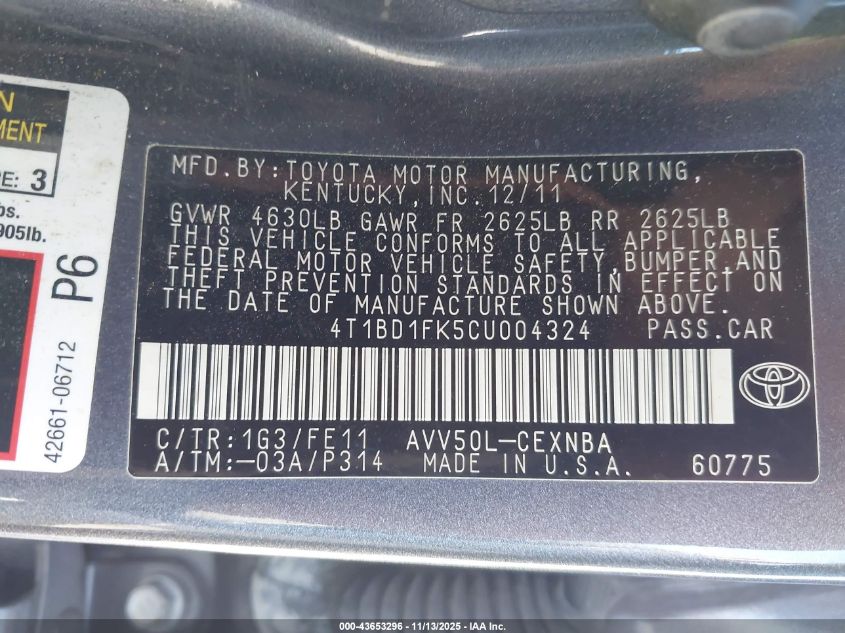 N
MENT
RE: 3
bs.
905lb.
P6
42661-06712
MFD. BY: TOYOTA MOTOR MANUFACTURING,
KENTUCKY, INC. 12/11
GVWR 4630LB GAWR FR 2625LB RR 2625LB
THIS VEHICLE CONFORMS TO ALL APPLICABLE
FEDERAL MOTOR VEHICLE SAFETY, BUMPER, AND
THEFT PREVENTION STANDARDS IN EFFECT ON
THE DATE OF MANUFACTURE SHOWN ABOVE.
4T1BD1FK5CU004324 PASS. CAR
C/TR: 1G3/FE11 AVV50L-CEXNBA
A/TM: -03A/P314 MADE IN U.S.A. 60775
000-43653296 - 11/13/2025 - IAA Inc.